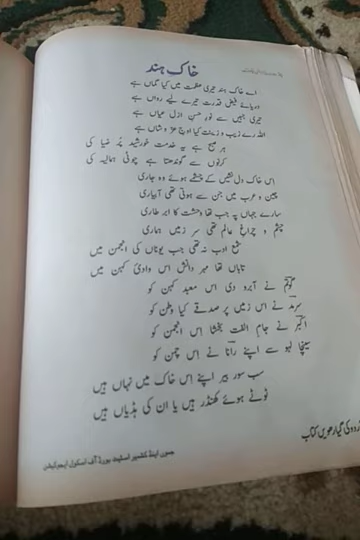 خاکِ ہند
اے خاکِ ہند تیری عظمت میں کیا گماں ہے
دریائے فیضِ قدرت تیرے لیے رواں ہے
تیری جبیں سے نورِ حسنِ ازل عیاں ہے
اللہ رے زیب و زینت کیا اوجِ عز و شاں ہے
ہر صبح ہے یہ خدمت خورشیدِ پُر ضیا کی
کرنوں سے گوندھتا ہے چوٹی ہمالیہ کی
اِس خاکِ دل نشیں سے چشمے ہوئے وہ جاری
چین و عرب میں جن سے ہوتی تھی آبیاری
سارے جہاں پہ جب تھا وحشت کا ابر طاری
چشم و چراغِ عالم تھی سر زمیں ہماری
شمعِ ادب نہ تھی جب یوناں کی انجمن میں
تاباں تھا مہرِ دانش اِس وادیِ کہن میں
گوتم نے آبرو دی اس معبدِ کہن کو
سرمد نے اس زمیں پر صدقے کیا وطن کو
اکبر نے جامِ الفت بخشا اِس انجمن کو
سینچا لہو سے اپنے رانا نے اِس چمن کو
سب سور بیر اپنے اِس خاک میں نہاں ہیں
ٹوٹے ہوئے کھنڈر ہیں یا ان کی ہڈیاں ہیں
اردو کی گیارھویں کتاب
جموں اینڈ کشمیر اسٹیٹ بورڈ آف اسکول ایجوکیشن